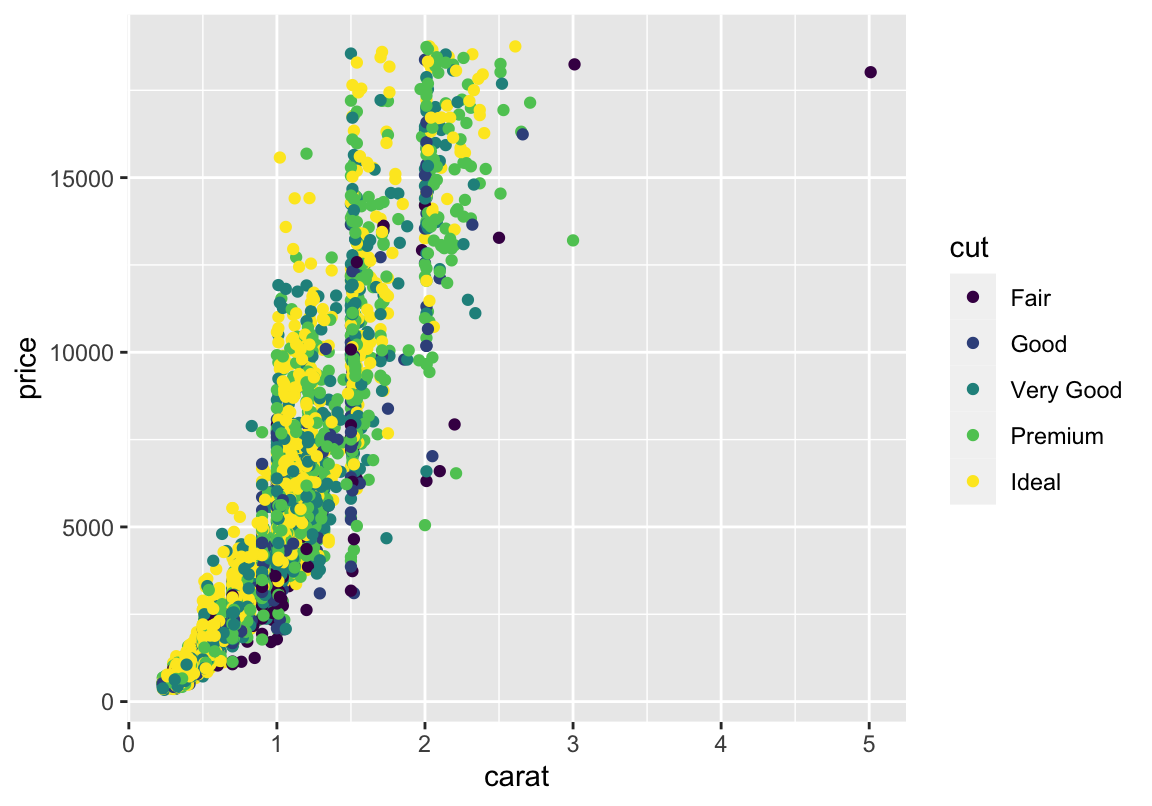 price
15000
10000
5000
0
0 1 2 3 4 5
carat
cut
Fair
Good
Very Good
Premium
Ideal